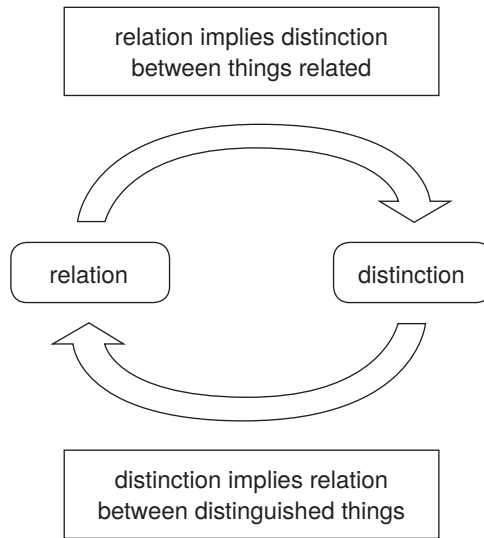 relation implies distinction
between things related
relation
distinction
distinction implies relation
between distinguished things